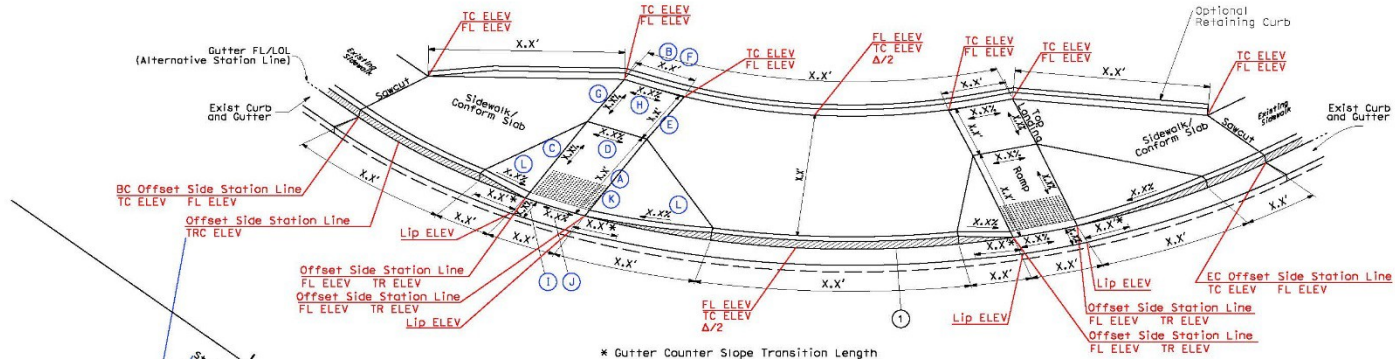 TC ELEV
FL ELEV
TC ELEV
FL ELEV
Optional
Retaining Curb
Gutter FL/LOL
(Alternative Station Line)
Existing
Sidewalk
X.X'
B
F
X.X'
X.X'
TC ELEV
FL ELEV
FL ELEV
TC ELEV
Δ/2
TC ELEV
FL ELEV
TC ELEV
FL ELEV
X.X'
TC ELEV
FL ELEV
Sawcut
Exist Curb
and Gutter
Sidewalk/
Conform Slab
G
X.X%
X.X%
H
X.X'
E
X.X'
X.X'
X.X%
X.X'
X.X%
Top
Landing
Sidewalk/
Conform Slab
Sawcut
Existing
Sidewalk
Exist Curb
and Gutter
C
X.X%
D
X.X%
X.X'
A
K
L
X.X%
L
X.X%
X.X%
X.X'
Ramp
X.X%
X.X%
X.X%
BC Offset Side Station Line
TC ELEV FL ELEV
Offset Side Station Line
TRC ELEV
X.X'
X.X'
X.X'*
X.X%
X.X'*
X.X'*
X.X%
X.X'*
X.X'
X.X'
Lip ELEV
X.X'
X.X'
X.X'
X.X'
X.X'
X.X'
Offset Side Station Line
FL ELEV TR ELEV
Offset Side Station Line
FL ELEV TR ELEV
Lip ELEV
I
J
FL ELEV
TC ELEV
Δ/2
1
Lip ELEV
Lip ELEV
Offset Side Station Line
FL ELEV TR ELEV
Offset Side Station Line
FL ELEV TR ELEV
EC Offset Side Station Line
TC ELEV FL ELEV
* Gutter Counter Slope Transition Length